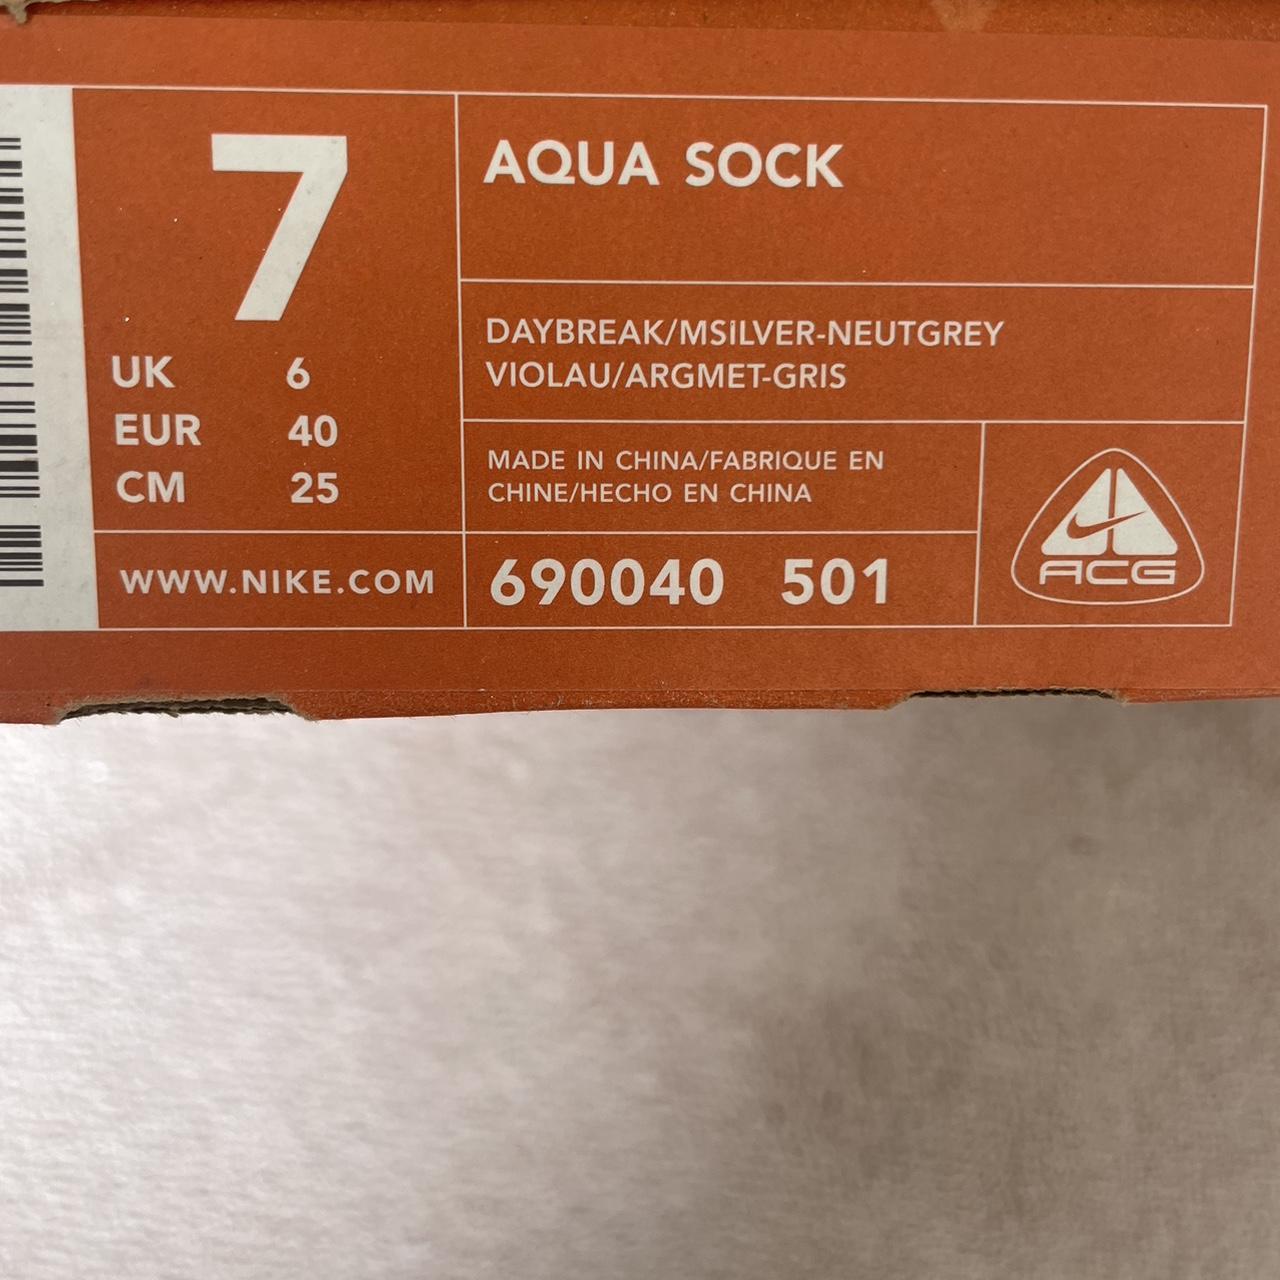 7
UK 6
EUR 40
CM 25
WWW.NIKE.COM
AQUA SOCK
DAYBREAK/MSiLVER-NEUTGREY
VIOLAU/ARGMET-GRIS
MADE IN CHINA/FABRIQUE EN
CHINE/HECHO EN CHINA
690040 501
ACG